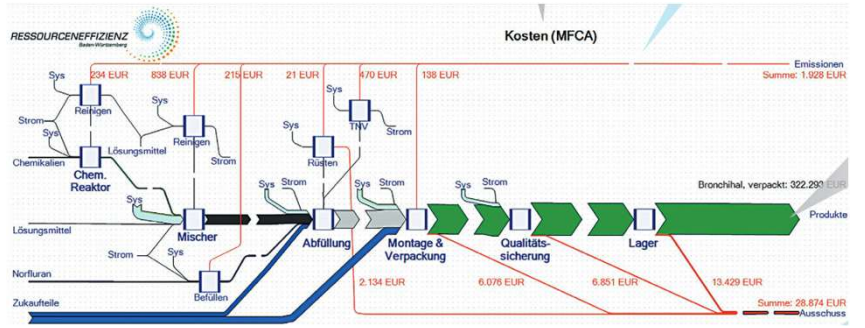 RESSOURCENEFFIZIENZ
Baden-Württemberg
Kosten (MFCA)
Emissionen
234 EUR
838 EUR
215 EUR
21 EUR
470 EUR
138 EUR
Summe: 1.928 EUR
Sys
Reinigen
Sys
Sys
TNV
Strom
Sys
Reinigen
Sys
Strom
Lösungsmittel
Rüsten
Chemikalien
Strom
Chem.
Reaktor
Sys
Strom
Sys
Strom
Sys
Strom
Bronchihal, verpackt: 322.293 EUR
Sys
Produkte
Lösungsmittel
Mischer
Abfüllung
Montage &
Verpackung
Qualitäts-
sicherung
Lager
Strom
Sys
Norfluran
Befüllen
2.134 EUR
6.076 EUR
6.851 EUR
13.429 EUR
Zukaufteile
Summe: 28.874 EUR
Ausschuss